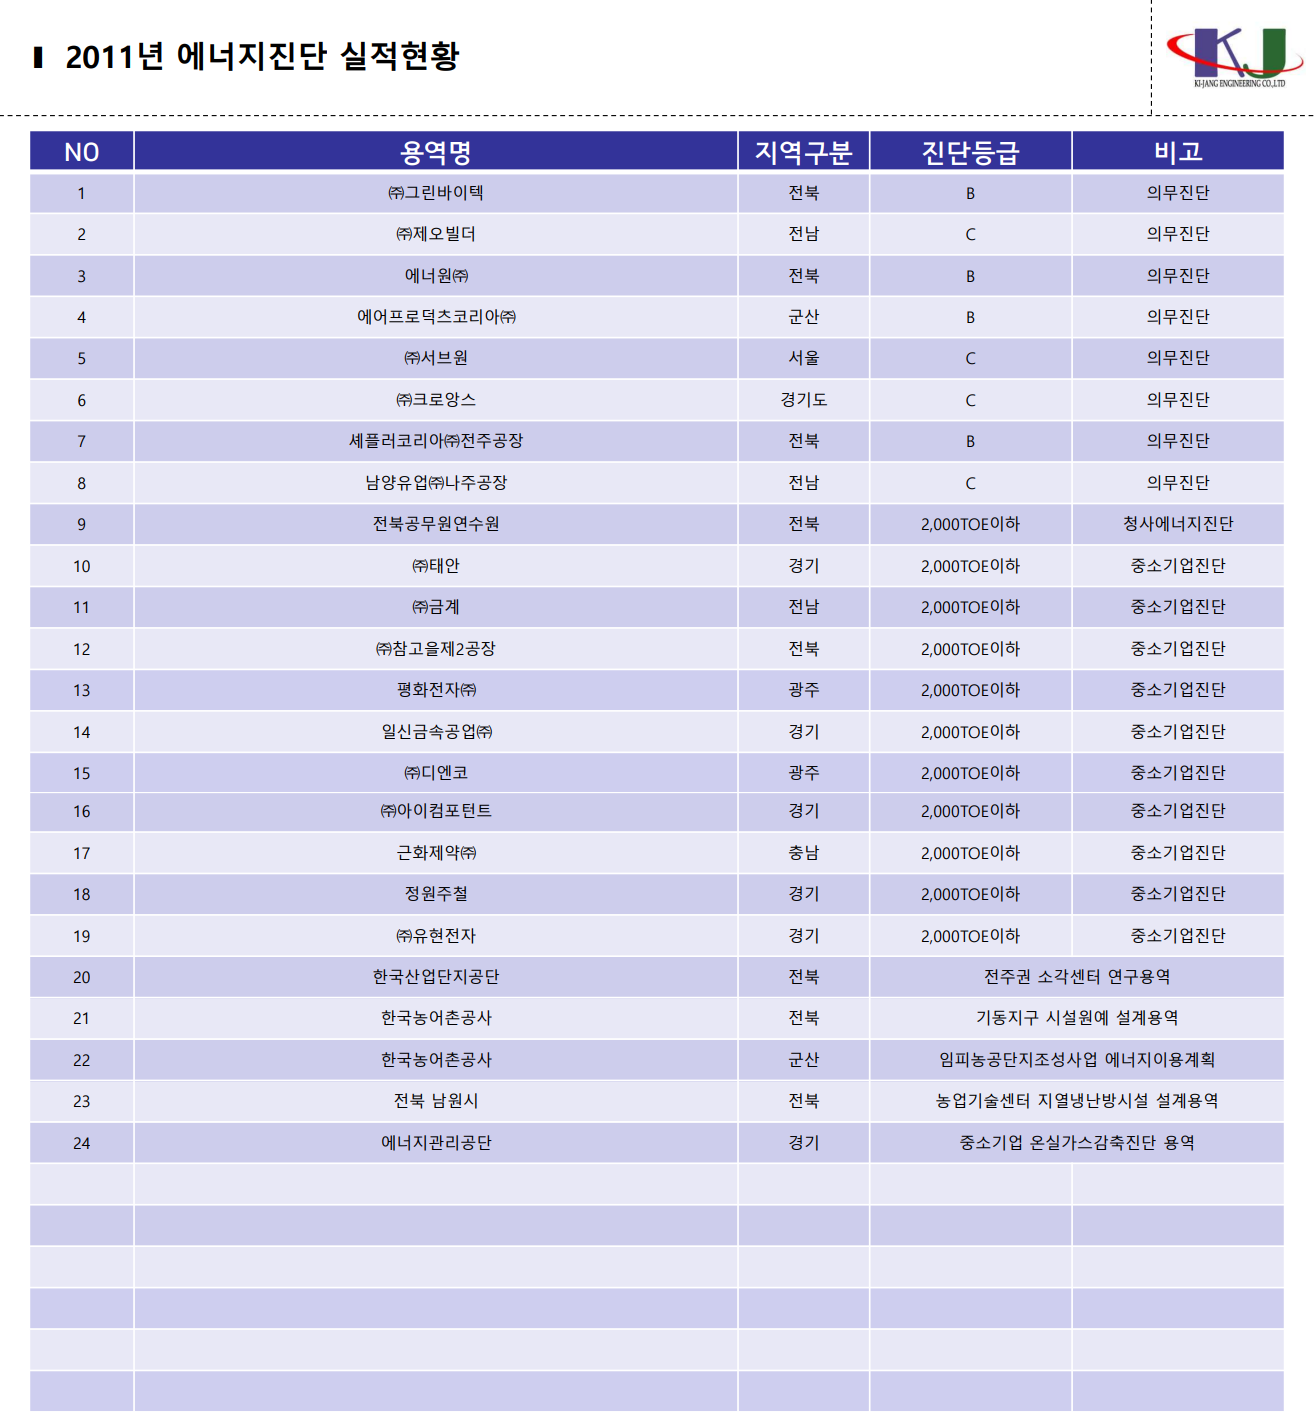 2011년 에너지진단 실적현황
KJ
KI-JANG ENGINEERING CO.,LTD
NO 용역명 지역구분 진단등급 비고
1 ㈜그린바이텍 전북 B 의무진단
2 ㈜제오빌더 전남 C 의무진단
3 에너원㈜ 전북 B 의무진단
4 에어프로덕츠코리아㈜ 군산 B 의무진단
5 ㈜서브원 서울 C 의무진단
6 ㈜크로앙스 경기도 C 의무진단
7 셰플러코리아㈜전주공장 전북 B 의무진단
8 남양유업㈜나주공장 전남 C 의무진단
9 전북공무원연수원 전북 2,000TOE이하 청사에너지진단
10 ㈜태안 경기 2,000TOE이하 중소기업진단
11 ㈜금계 전남 2,000TOE이하 중소기업진단
12 ㈜참고을제2공장 전북 2,000TOE이하 중소기업진단
13 평화전자㈜ 광주 2,000TOE이하 중소기업진단
14 일신금속공업㈜ 경기 2,000TOE이하 중소기업진단
15 ㈜디엔코 광주 2,000TOE이하 중소기업진단
16 ㈜아이컴포턴트 경기 2,000TOE이하 중소기업진단
17 근화제약㈜ 충남 2,000TOE이하 중소기업진단
18 정원주철 경기 2,000TOE이하 중소기업진단
19 ㈜유현전자 경기 2,000TOE이하 중소기업진단
20 한국산업단지공단 전북 전주권 소각센터 연구용역
21 한국농어촌공사 전북 기동지구 시설원예 설계용역
22 한국농어촌공사 군산 임피농공단지조성사업 에너지이용계획
23 전북 남원시 전북 농업기술센터 지열냉난방시설 설계용역
24 에너지관리공단 경기 중소기업 온실가스감축진단 용역